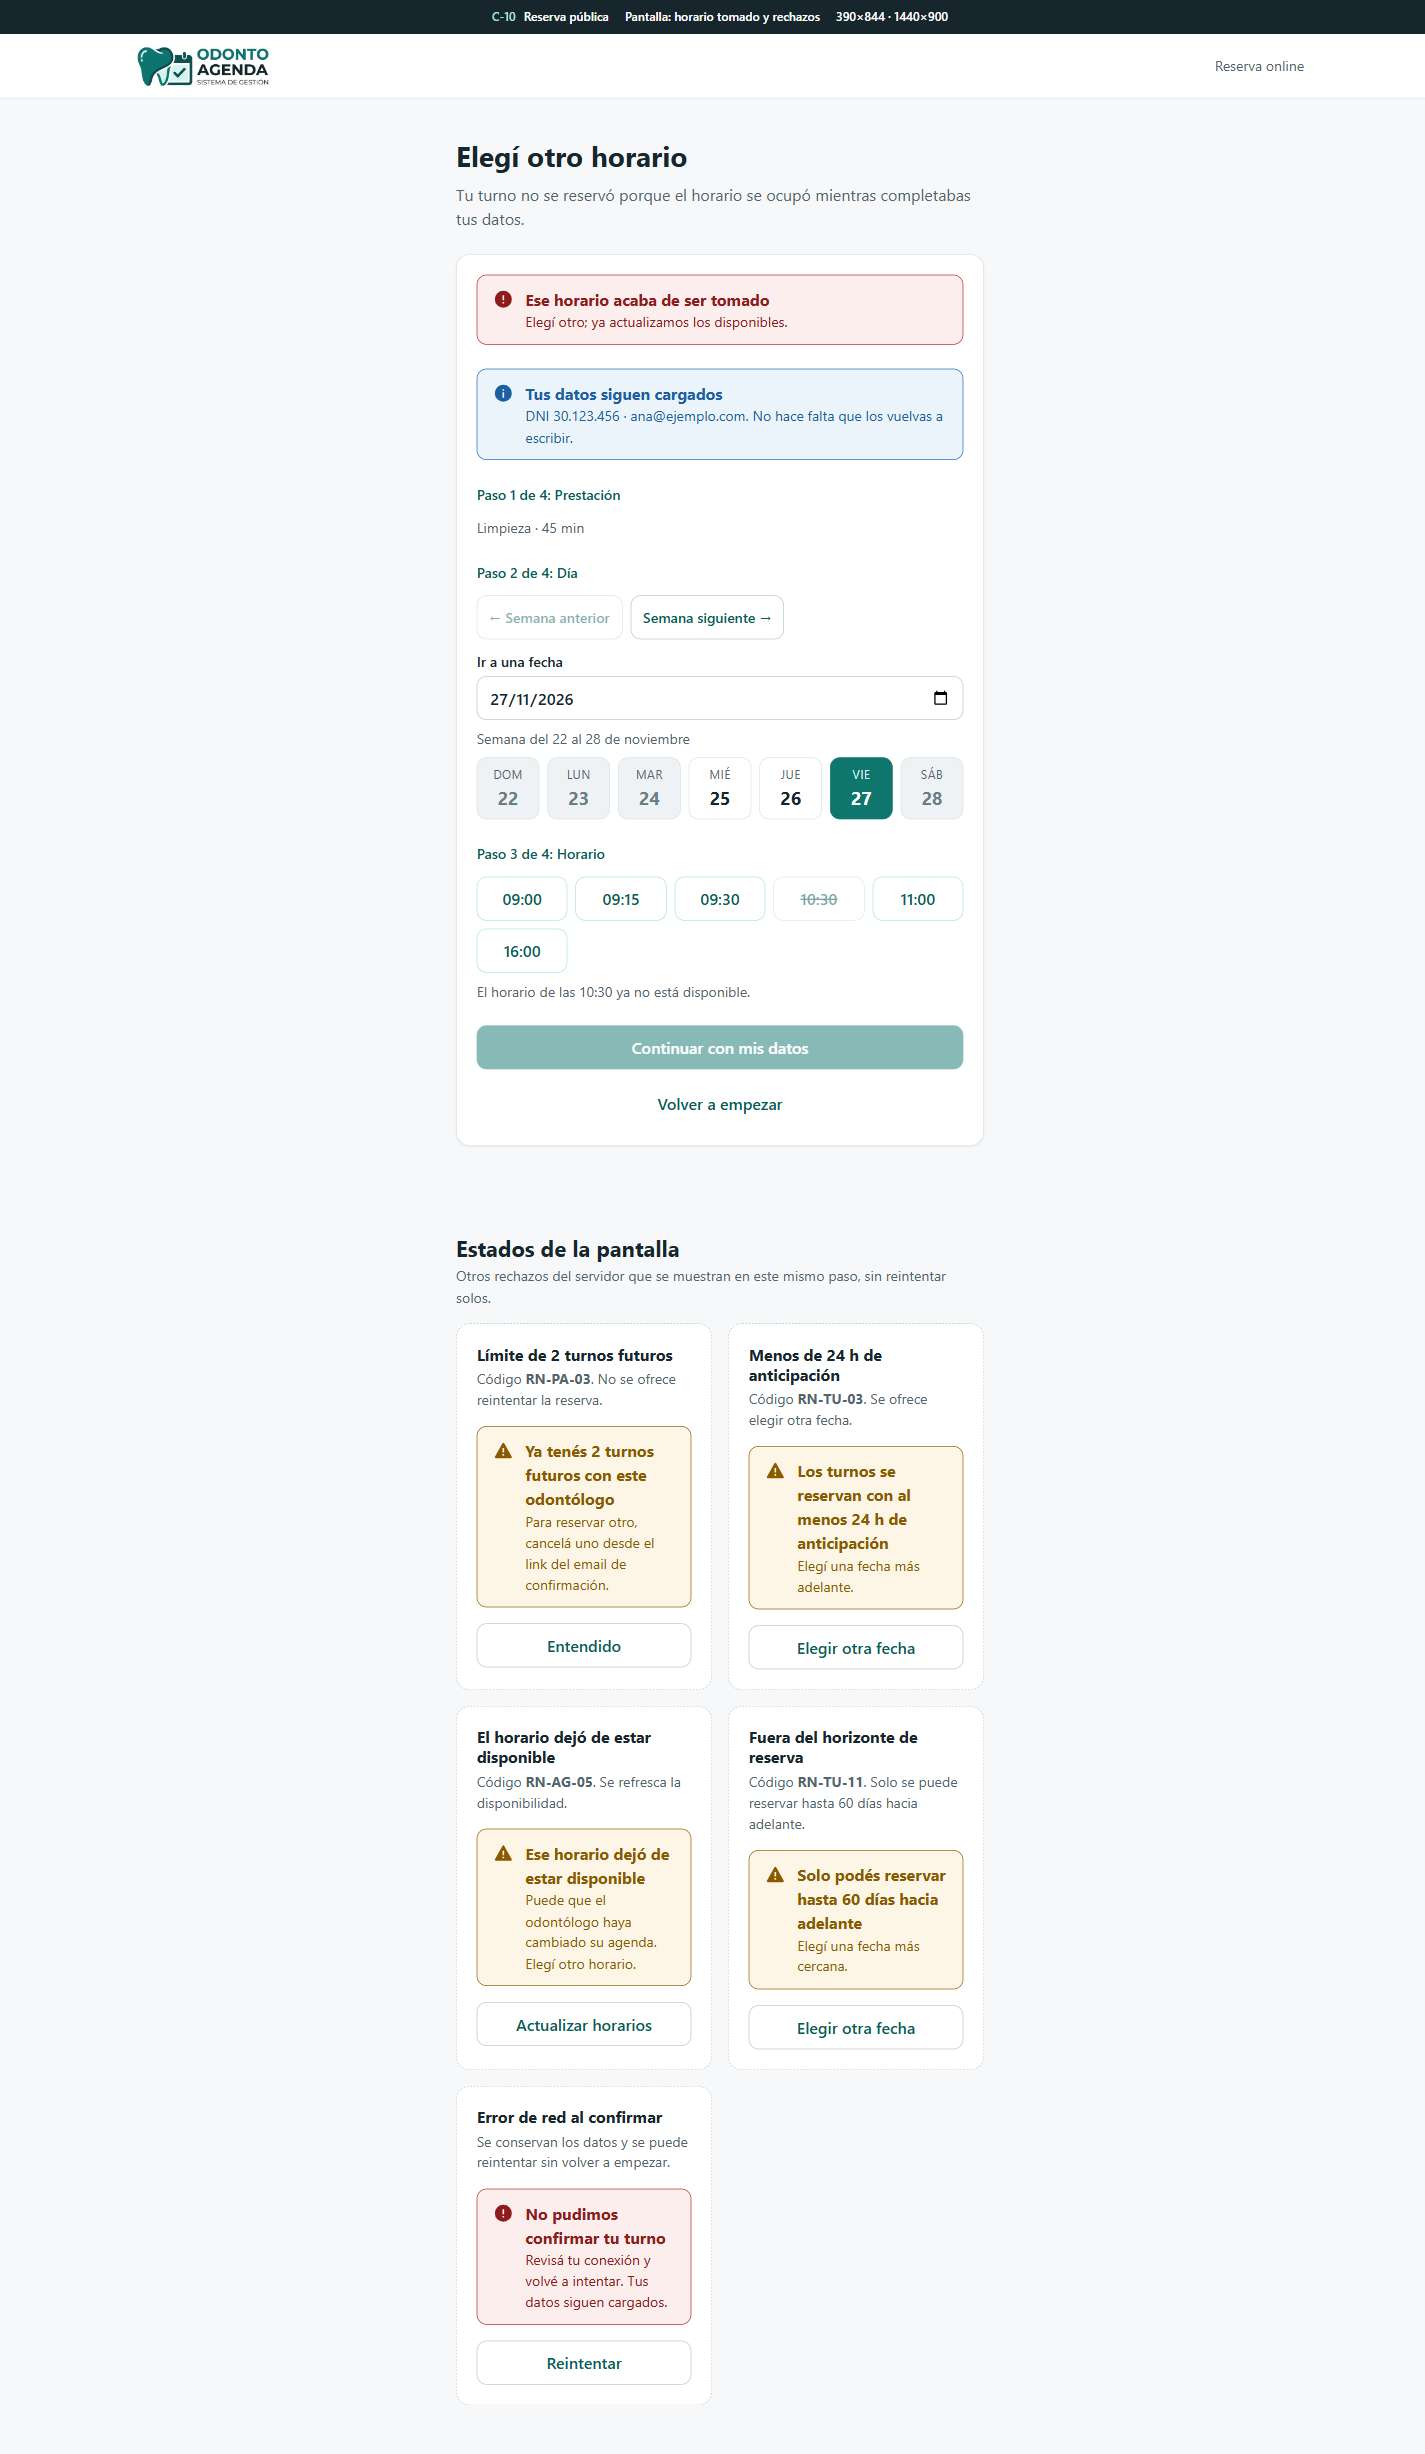 C-10 Reserva pública Pantalla: horario tomado y rechazos 390×844 · 1440×900
ODONTO
AGENDA
SISTEMA DE GESTIÓN
Reserva online
Elegí otro horario
Tu turno no se reservó porque el horario se ocupó mientras completabas
tus datos.
Ese horario acaba de ser tomado
Elegí otro; ya actualizamos los disponibles.
Tus datos siguen cargados
DNI 30.123.456 · ana@ejemplo.com. No hace falta que los vuelvas a
escribir.
Paso 1 de 4: Prestación
Limpieza · 45 min
Paso 2 de 4: Día
← Semana anterior Semana siguiente →
Ir a una fecha
27/11/2026
Semana del 22 al 28 de noviembre
DOM LUN MAR MIÉ JUE VIE SÁB
22 23 24 25 26 27 28
Paso 3 de 4: Horario
09:00 09:15 09:30 10:30 11:00
16:00
El horario de las 10:30 ya no está disponible.
Continuar con mis datos
Volver a empezar
Estados de la pantalla
Otros rechazos del servidor que se muestran en este mismo paso, sin reintentar
solos.
Límite de 2 turnos futuros
Código RN-PA-03. No se ofrece
reintentar la reserva.
Ya tenés 2 turnos
futuros con este
odontólogo
Para reservar otro,
cancelá uno desde el
link del email de
confirmación.
Entendido
Menos de 24 h de
anticipación
Código RN-TU-03. Se ofrece
elegir otra fecha.
Los turnos se
reservan con al
menos 24 h de
anticipación
Elegí una fecha más
adelante.
Elegir otra fecha
El horario dejó de estar
disponible
Código RN-AG-05. Se refresca la
disponibilidad.
Ese horario dejó de
estar disponible
Puede que el
odontólogo haya
cambiado su agenda.
Elegí otro horario.
Actualizar horarios
Fuera del horizonte de
reserva
Código RN-TU-11. Solo se puede
reservar hasta 60 días hacia
adelante.
Solo podés reservar
hasta 60 días hacia
adelante
Elegí una fecha más
cercana.
Elegir otra fecha
Error de red al confirmar
Se conservan los datos y se puede
reintentar sin volver a empezar.
No pudimos
confirmar tu turno
Revisá tu conexión y
volvé a intentar. Tus
datos siguen cargados.
Reintentar